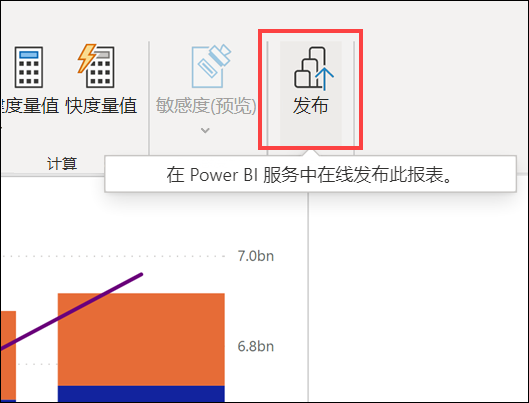 度量值
快度量值
敏感度(预览)
发布
计算
在 Power BI 服务中在线发布此报表。
7.0bn
6.8bn